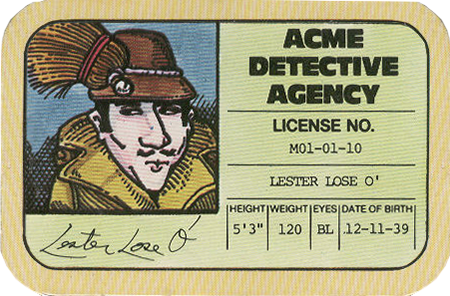 ACME
DETECTIVE
AGENCY
LICENSE NO.
M01-01-10
LESTER LOSE O'
HEIGHT WEIGHT EYES DATE OF BIRTH
5'3" 120 BL 12-11-39
Lester Lose O'